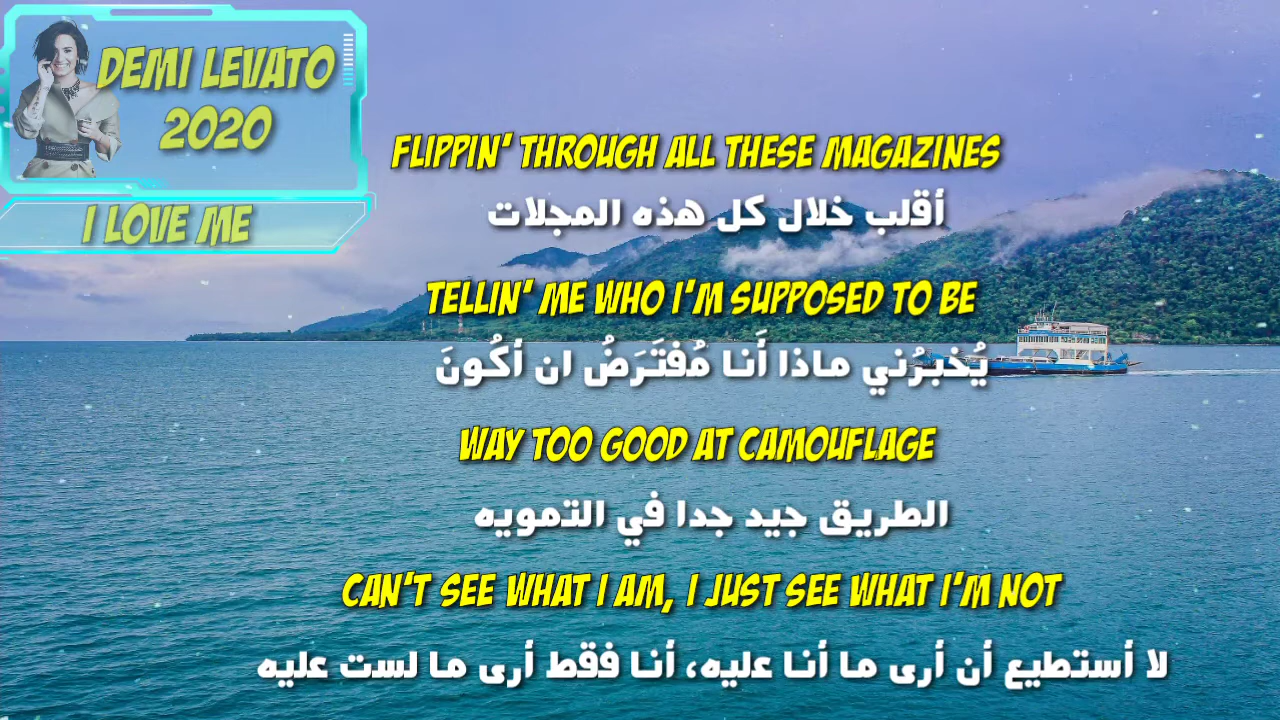 DEMI LEVATO
2020
I LOVE ME
FLIPPIN' THROUGH ALL THESE MAGAZINES
أقلب خلال كل هذه المجلات
TELLIN' ME WHO I'M SUPPOSED TO BE
يُخبرُني ماذا أَنا مُفتَرَضُ ان أكُونَ
WAY TOO GOOD AT CAMOUFLAGE
الطريق جيد جدا في التمويه
CAN'T SEE WHAT I AM, I JUST SEE WHAT I'M NOT
لا أستطيع أن أرى ما أنا عليه، أنا فقط أرى ما لست عليه